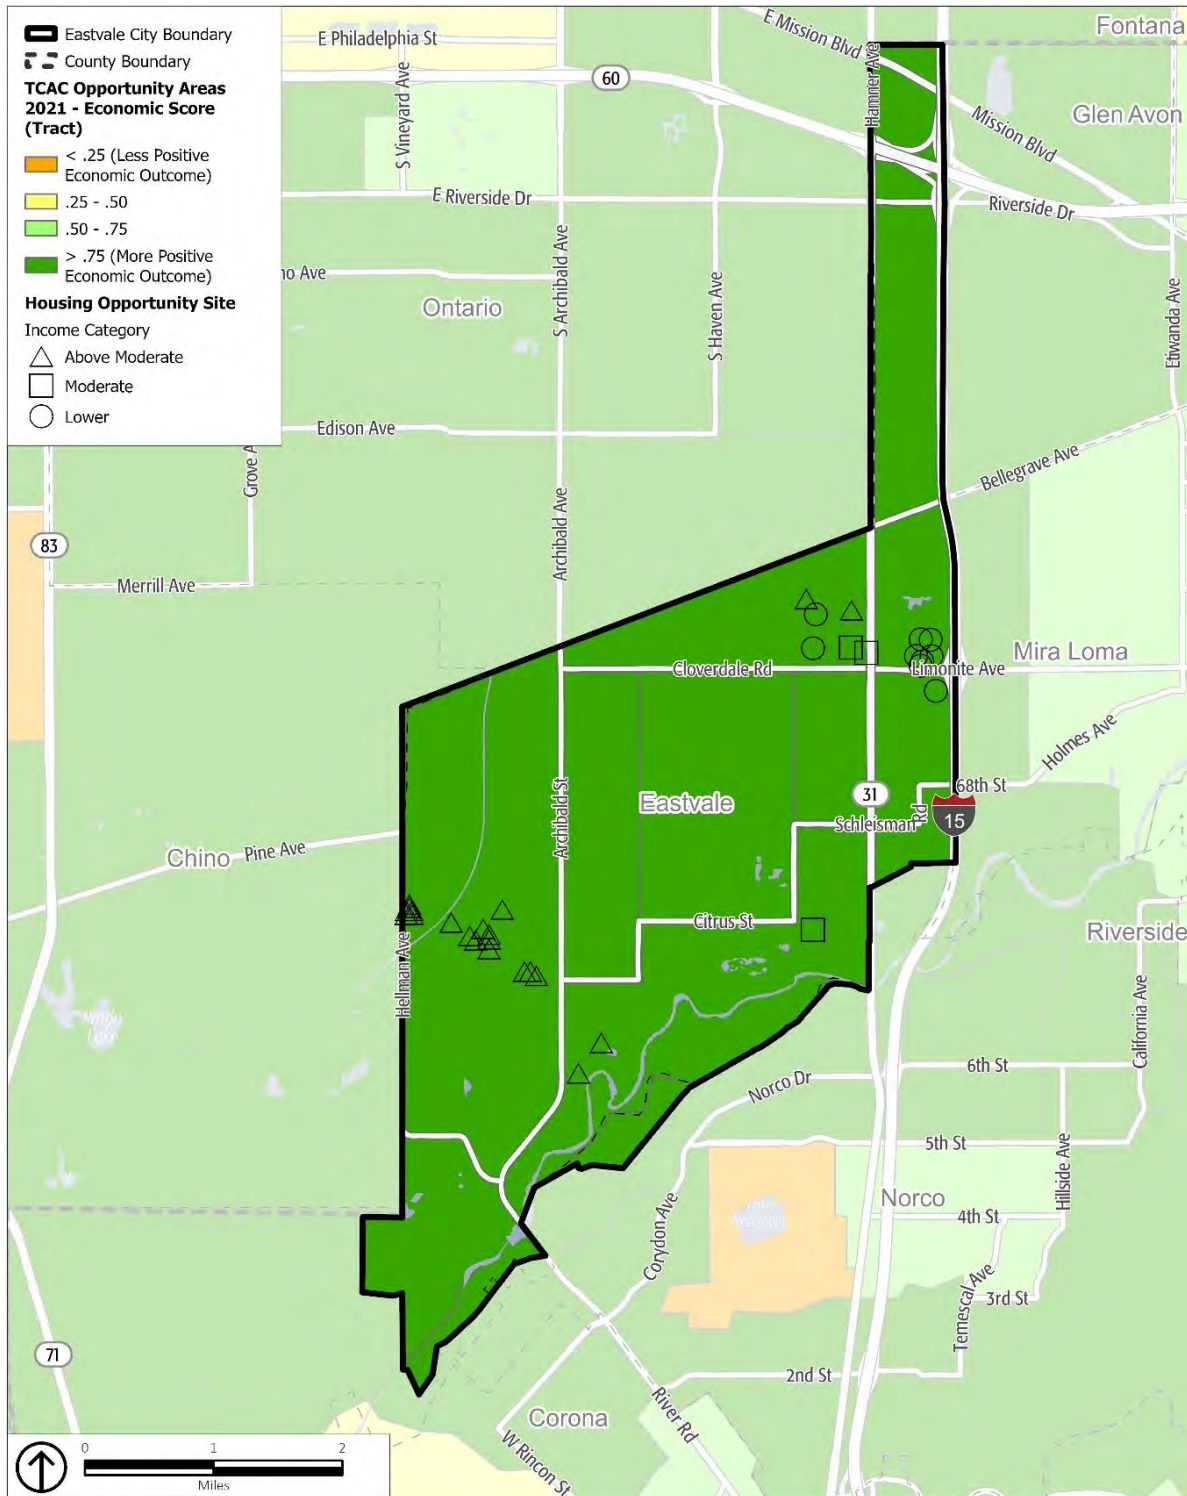 Eastvale City Boundary
County Boundary
TCAC Opportunity Areas
2021 - Economic Score
(Tract)
< .25 (Less Positive
Economic Outcome)
.25 - .50
.50 - .75
> .75 (More Positive
Economic Outcome)
Housing Opportunity Site
Income Category
Above Moderate
Moderate
Lower
E Philadelphia St
S Vineyard Ave
60
E Mission Blvd
Hamner Ave
Fontana
Glen Avon
Mission Blvd
E Riverside Dr
Riverside Dr
no Ave
Ontario
S Archibald Ave
S Haven Ave
Etiwanda Ave
Edison Ave
Grove A
Bellegrave Ave
Archibald Ave
83
Merrill Ave
Mira Loma
Cloverdale Rd
Limonite Ave
Holmes Ave
68th St
Eastvale
31
Schleisman
Rd
15
Archibald St
Chino
Pine Ave
Citrus St
Riverside
Hellman Ave
California Ave
6th St
Norco Dr
5th St
Hillside Ave
Norco
4th St
Corydon Ave
Temescal Ave
3rd St
71
2nd St
River Rd
Corona
W Rincon St
0 1 2
Miles